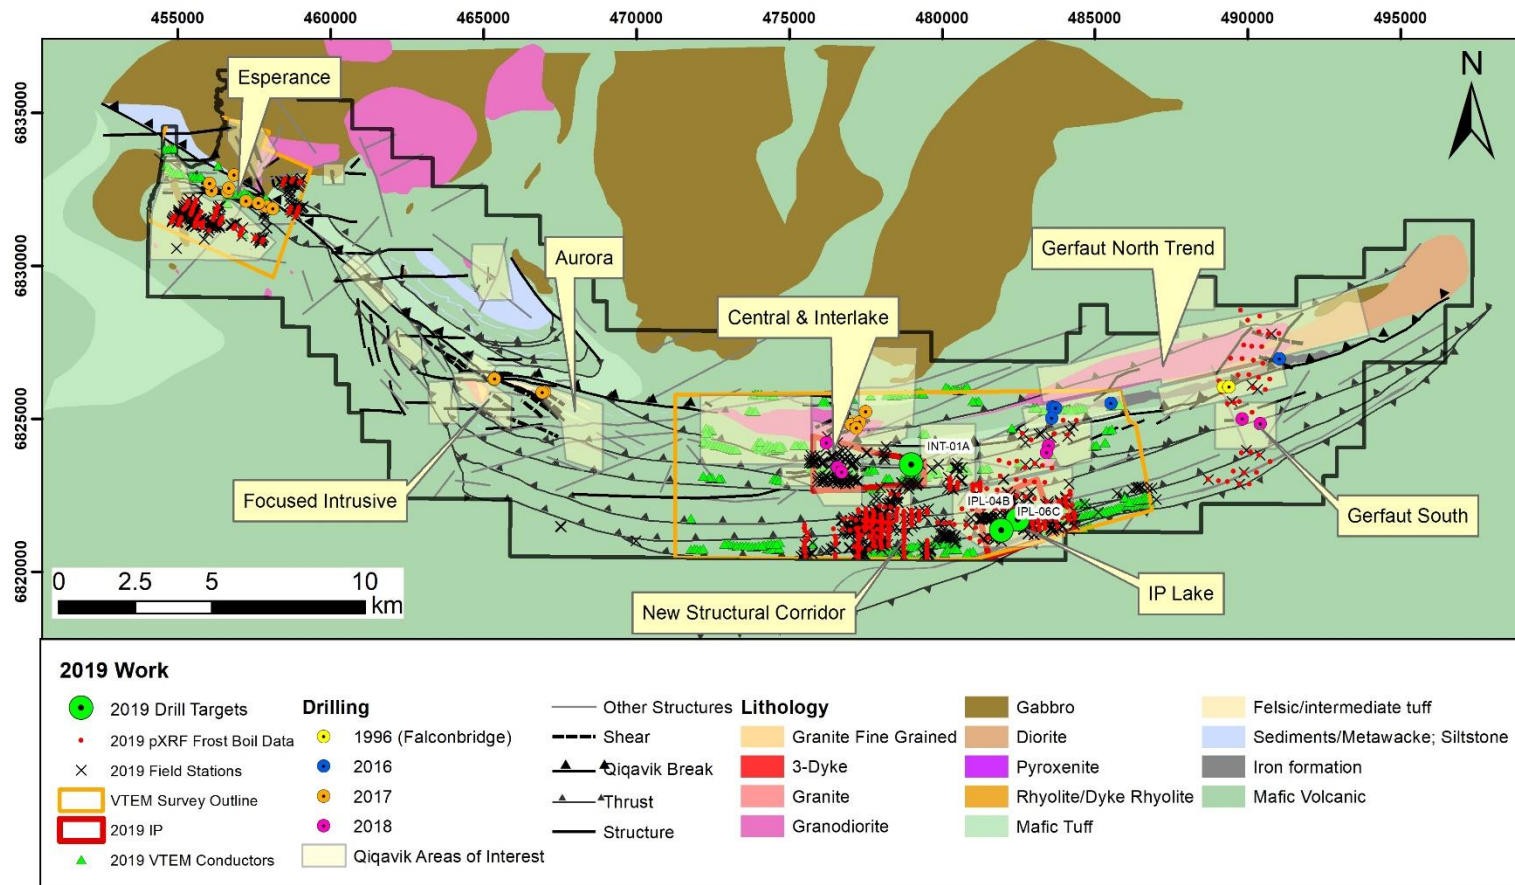 455000 460000 465000 470000 475000 480000 485000 490000 495000
6835000
6830000
6825000
6820000
N
Esperance
Aurora
Gerfaut North Trend
Central & Interlake
INT-01A
IPL-04B
IPL-06C
Focused Intrusive
Gerfaut South
IP Lake
New Structural Corridor
0 2.5 5 10
km
2019 Work
2019 Drill Targets
2019 pXRF Frost Boil Data
2019 Field Stations
VTEM Survey Outline
2019 IP
2019 VTEM Conductors
Drilling
1996 (Falconbridge)
2016
2017
2018
Qiqavik Areas of Interest
Other Structures
Shear
Qiqavik Break
Thrust
Structure
Lithology
Granite Fine Grained
3-Dyke
Granite
Granodiorite
Gabbro
Diorite
Pyroxenite
Rhyolite/Dyke Rhyolite
Mafic Tuff
Felsic/intermediate tuff
Sediments/Metawacke; Siltstone
Iron formation
Mafic Volcanic